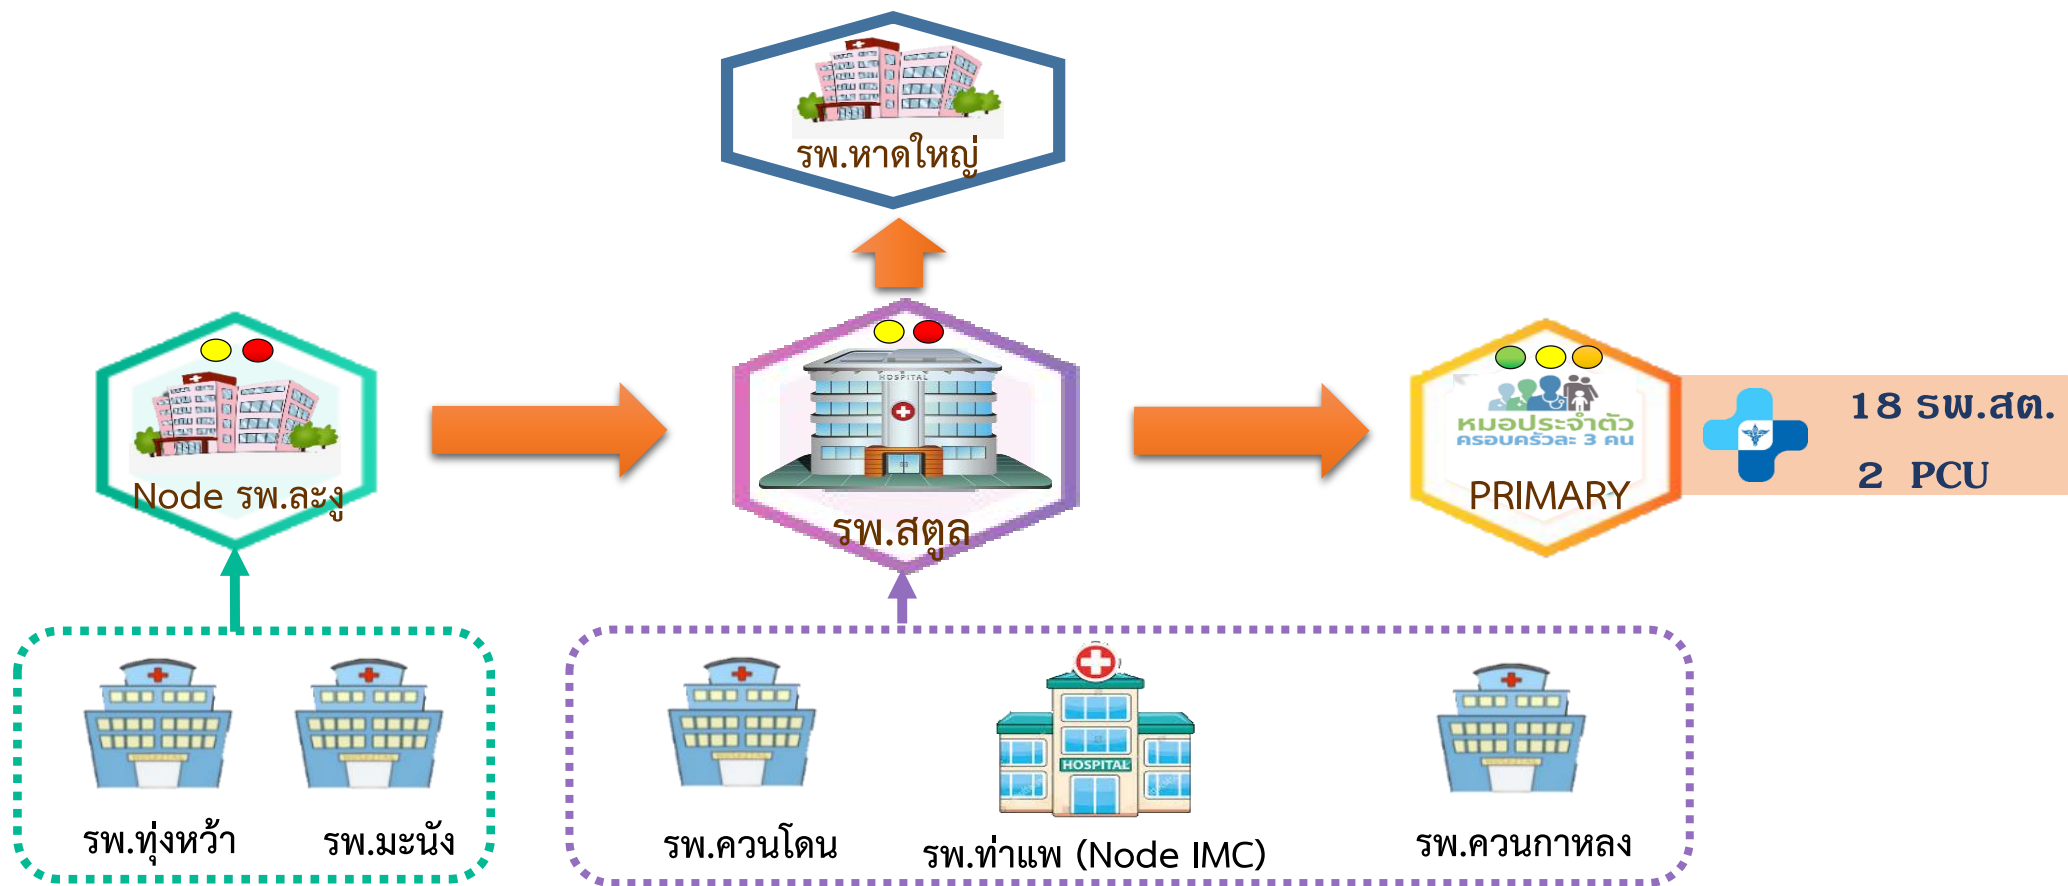 รพ.หาดใหญ่
Node รพ.ละงู
HOSPITAL
รพ.สตูล
หมอประจำตัว
ครอบครัวละ 3 คน
PRIMARY
18 รพ.สต.
2 PCU
รพ.ทุ่งหว้า
รพ.มะนัง
รพ.ควนโดน
HOSPITAL
รพ.ท่าแพ (Node IMC)
รพ.ควนกาหลง